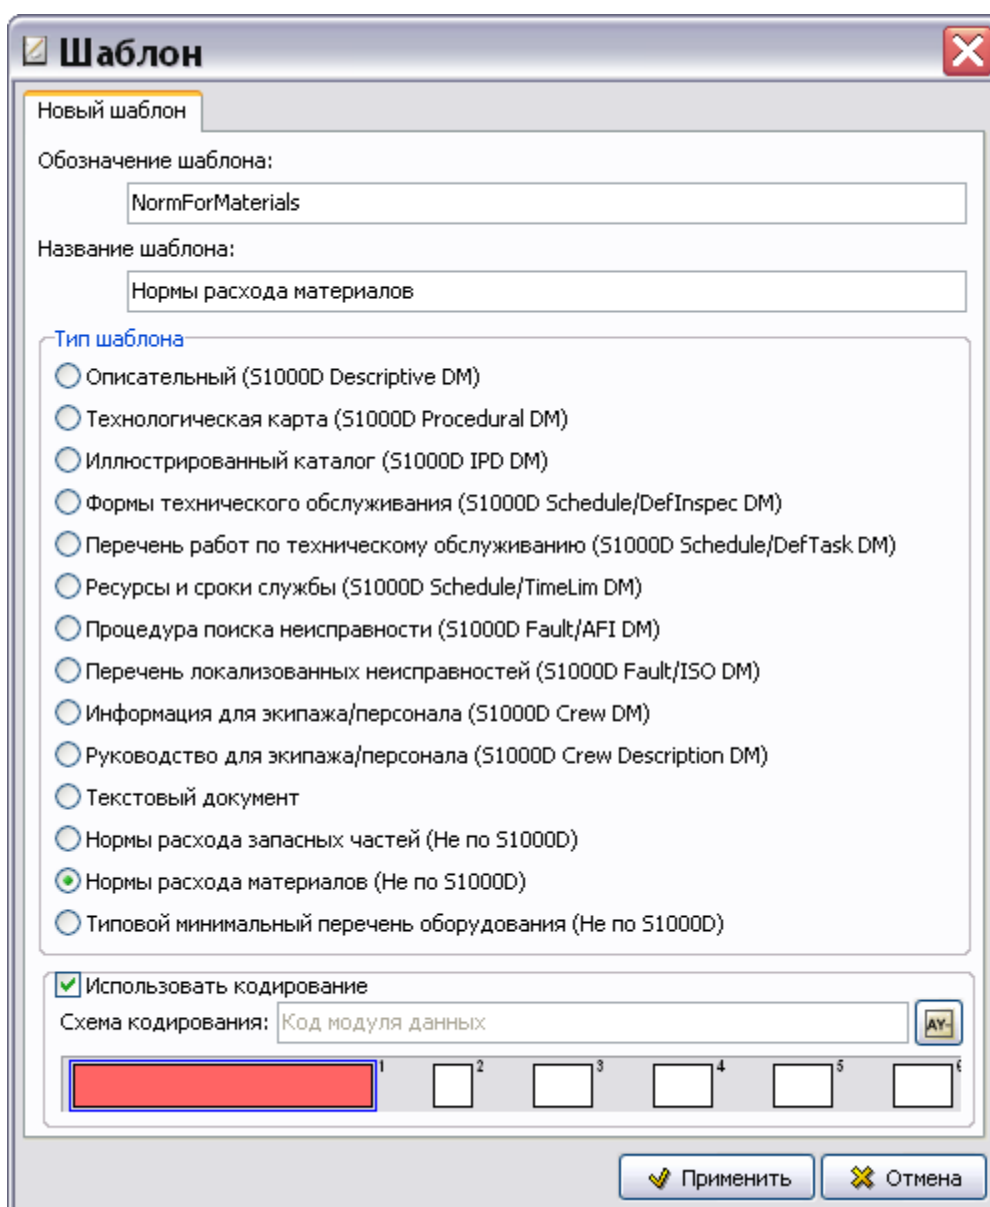 Шаблон
Новый шаблон
Обозначение шаблона:
NormForMaterials
Название шаблона:
Нормы расхода материалов
Тип шаблона
Описательный (S1000D Descriptive DM)
Технологическая карта (S1000D Procedural DM)
Иллюстрированный каталог (S1000D IPD DM)
Формы технического обслуживания (S1000D Schedule/DefInspec DM)
Перечень работ по техническому обслуживанию (S1000D Schedule/DefTask DM)
Ресурсы и сроки службы (S1000D Schedule/TimeLim DM)
Процедура поиска неисправности (S1000D Fault/AFI DM)
Перечень локализованных неисправностей (S1000D Fault/ISO DM)
Информация для экипажа/персонала (S1000D Crew DM)
Руководство для экипажа/персонала (S1000D Crew Description DM)
Текстовый документ
Нормы расхода запасных частей (Не по S1000D)
Нормы расхода материалов (Не по S1000D)
Типовой минимальный перечень оборудования (Не по S1000D)
Использовать кодирование
Схема кодирования: Код модуля данных AY-
1 2 3 4 5 6
Применить Отмена